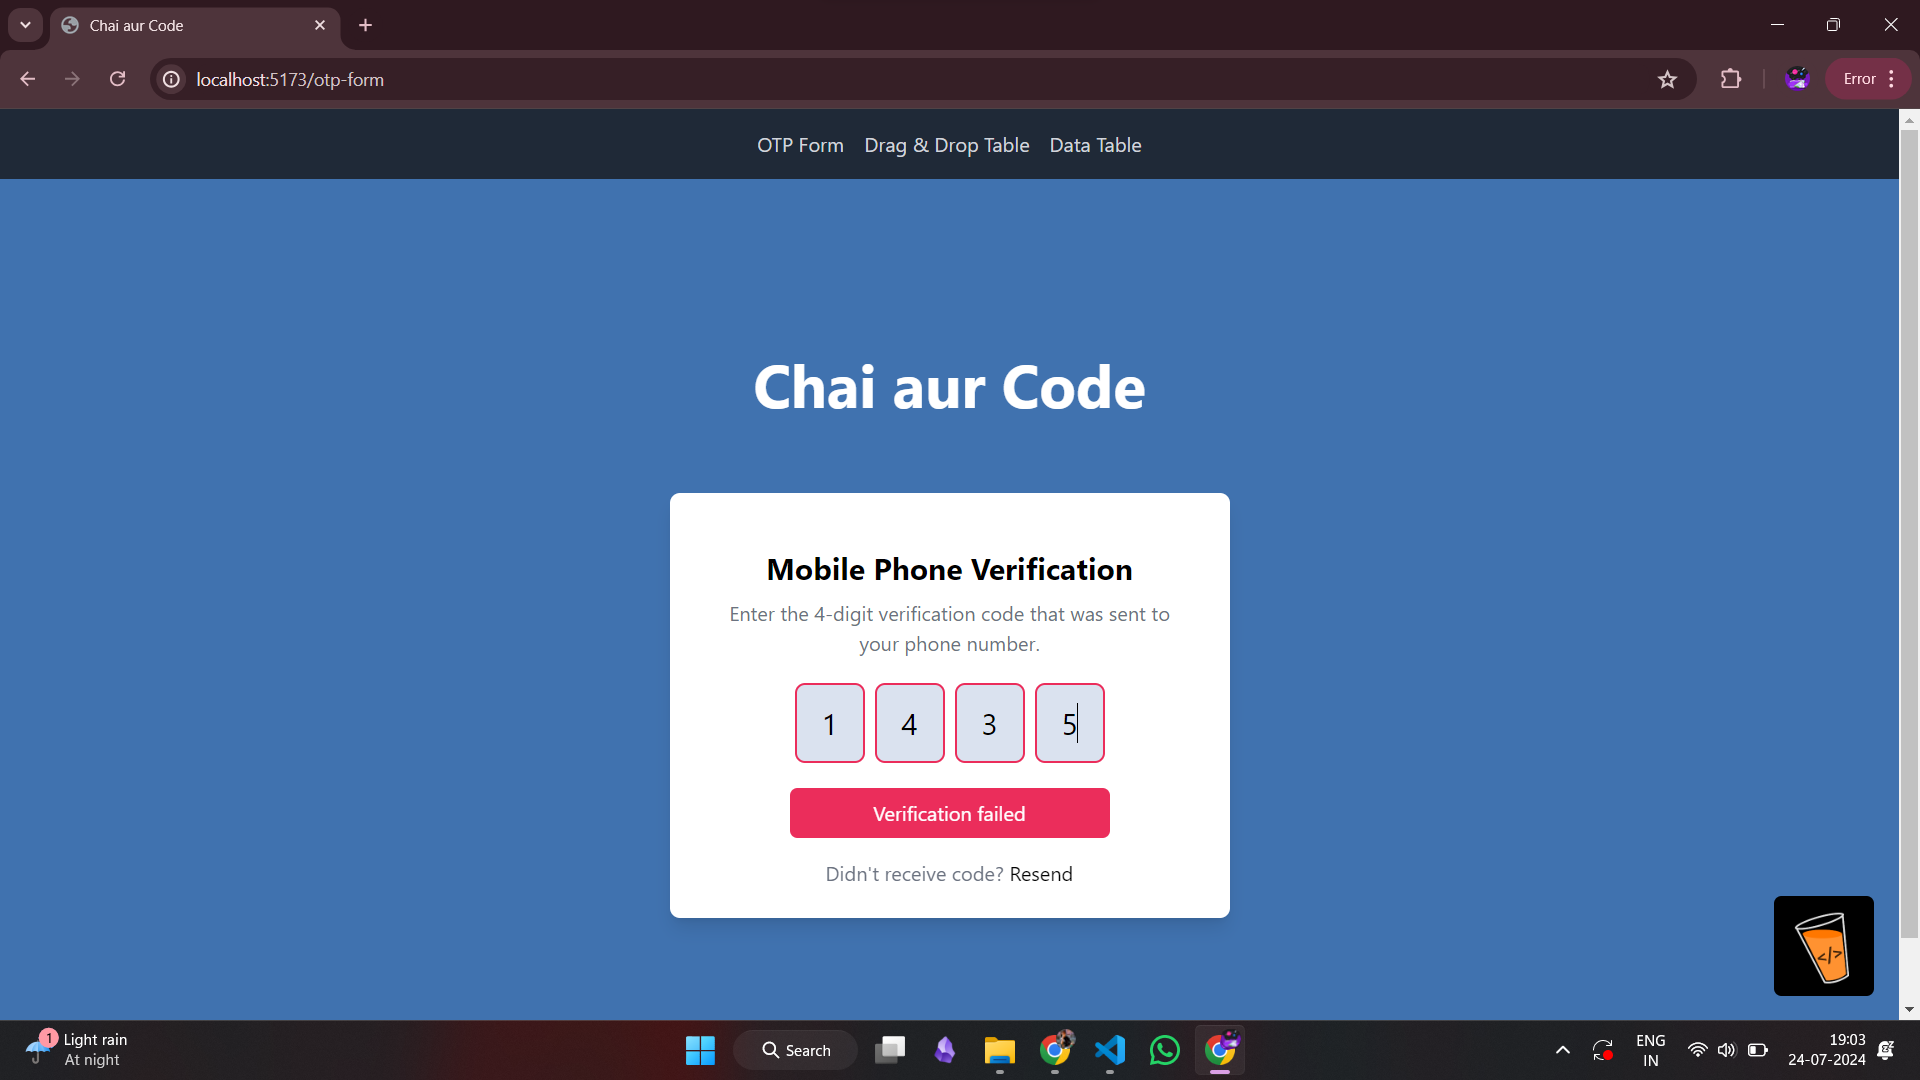 Chai aur Code
localhost:5173/otp-form
Error
OTP Form Drag & Drop Table Data Table
Chai aur Code
Mobile Phone Verification
Enter the 4-digit verification code that was sent to
your phone number.
1 4 3 5
Verification failed
Didn't receive code? Resend
</>
1
Light rain
At night
Search
ENG
IN
19:03
24-07-2024